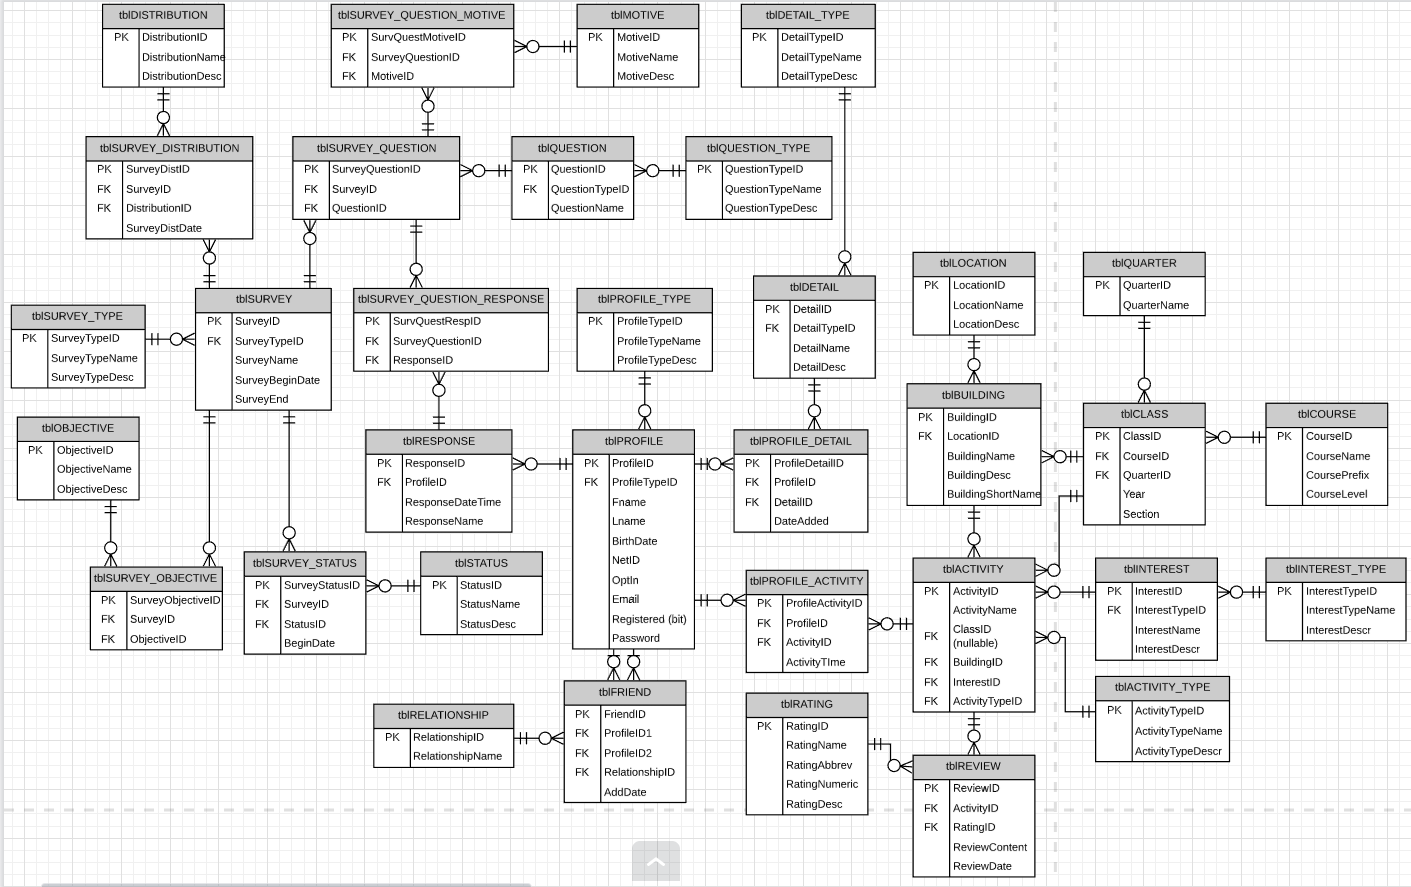 tblDISTRIBUTION
PK DistributionID
DistributionName
DistributionDesc
tblSURVEY_QUESTION_MOTIVE
PK SurvQuestMotiveID
FK SurveyQuestionID
FK MotiveID
tblMOTIVE
PK MotiveID
MotiveName
MotiveDesc
tblDETAIL_TYPE
PK DetailTypeID
DetailTypeName
DetailTypeDesc
tblSURVEY_DISTRIBUTION
PK SurveyDistID
FK SurveyID
FK DistributionID
SurveyDistDate
tblSURVEY_QUESTION
PK SurveyQuestionID
FK SurveyID
FK QuestionID
tblQUESTION
PK QuestionID
FK QuestionTypeID
QuestionName
tblQUESTION_TYPE
PK QuestionTypeID
QuestionTypeName
QuestionTypeDesc
tblSURVEY_TYPE
PK SurveyTypeID
SurveyTypeName
SurveyTypeDesc
tblSURVEY
PK SurveyID
FK SurveyTypeID
SurveyName
SurveyBeginDate
SurveyEnd
tblSURVEY_QUESTION_RESPONSE
PK SurvQuestRespID
FK SurveyQuestionID
FK ResponseID
tblPROFILE_TYPE
PK ProfileTypeID
ProfileTypeName
ProfileTypeDesc
tblDETAIL
PK DetailID
FK DetailTypeID
DetailName
DetailDesc
tblLOCATION
PK LocationID
LocationName
LocationDesc
tblQUARTER
PK QuarterID
QuarterName
tblOBJECTIVE
PK ObjectiveID
ObjectiveName
ObjectiveDesc
tblRESPONSE
PK ResponseID
FK ProfileID
ResponseDateTime
ResponseName
tblPROFILE
PK ProfileID
FK ProfileTypeID
Fname
Lname
BirthDate
NetID
OptIn
Email
Registered (bit)
Password
tblPROFILE_DETAIL
PK ProfileDetailID
FK ProfileID
FK DetailID
DateAdded
tblBUILDING
PK BuildingID
FK LocationID
BuildingName
BuildingDesc
BuildingShortName
tblCLASS
PK ClassID
FK CourseID
FK QuarterID
Year
Section
tblCOURSE
PK CourseID
CourseName
CoursePrefix
CourseLevel
tblSURVEY_OBJECTIVE
PK SurveyObjectiveID
FK SurveyID
FK ObjectiveID
tblSURVEY_STATUS
PK SurveyStatusID
FK SurveyID
FK StatusID
BeginDate
tblSTATUS
PK StatusID
StatusName
StatusDesc
tblPROFILE_ACTIVITY
PK ProfileActivityID
FK ProfileID
FK ActivityID
ActivityTIme
tblACTIVITY
PK ActivityID
ActivityName
FK ClassID
(nullable)
FK BuildingID
FK InterestID
FK ActivityTypeID
tblINTEREST
PK InterestID
FK InterestTypeID
InterestName
InterestDescr
tblINTEREST_TYPE
PK InterestTypeID
InterestTypeName
InterestDescr
tblRELATIONSHIP
PK RelationshipID
RelationshipName
tblFRIEND
PK FriendID
FK ProfileID1
FK ProfileID2
FK RelationshipID
AddDate
tblRATING
PK RatingID
RatingName
RatingAbbrev
RatingNumeric
RatingDesc
tblACTIVITY_TYPE
PK ActivityTypeID
ActivityTypeName
ActivityTypeDescr
tblREVIEW
PK ReviewID
FK ActivityID
FK RatingID
ReviewContent
ReviewDate